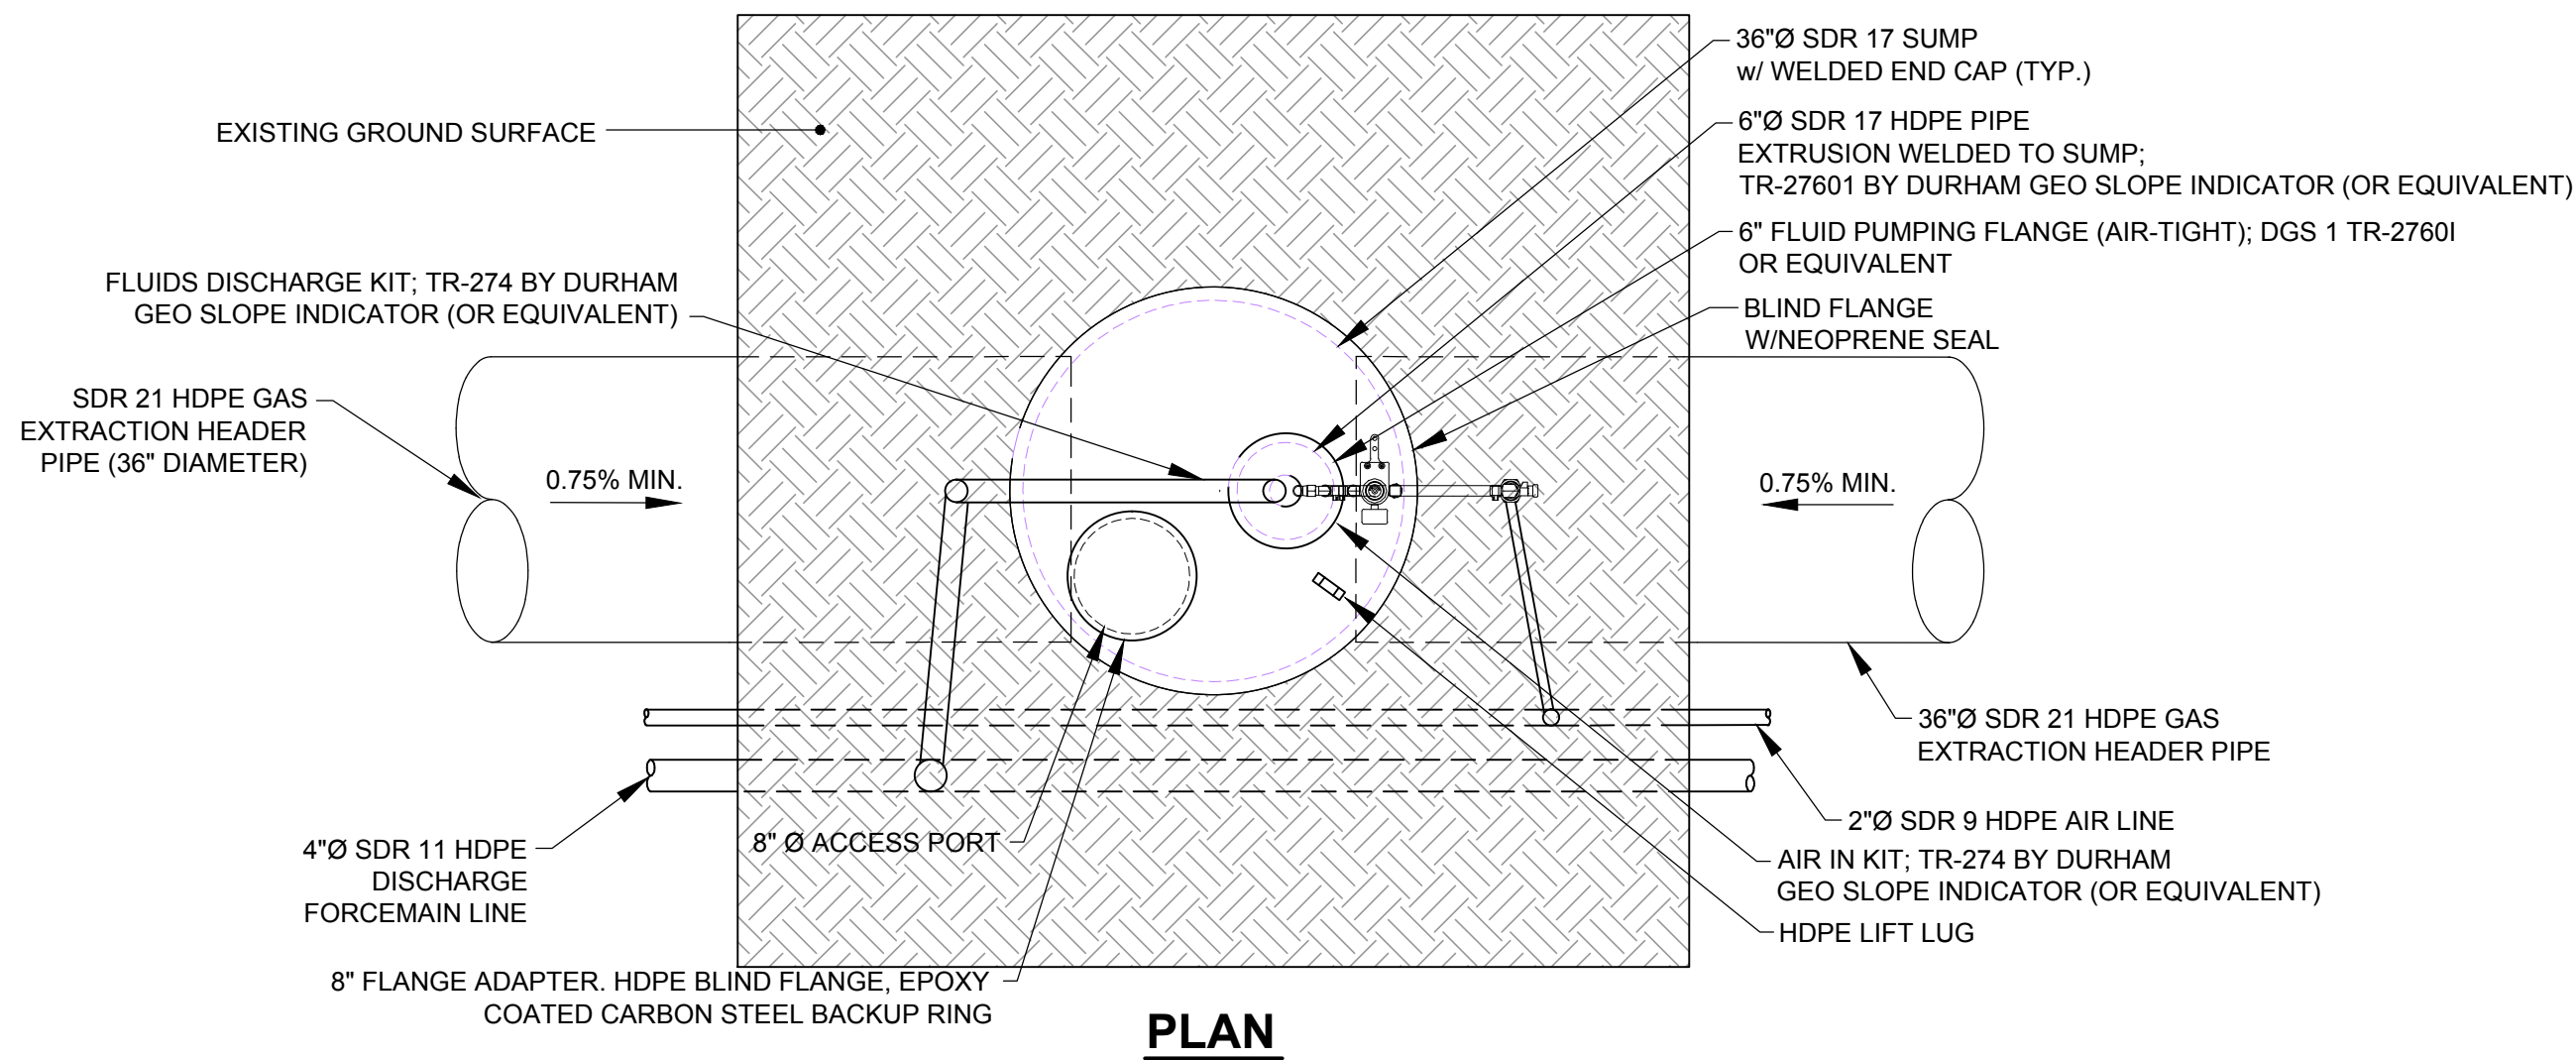 36"Ø SDR 17 SUMP
w/ WELDED END CAP (TYP.)
EXISTING GROUND SURFACE
6"Ø SDR 17 HDPE PIPE
EXTRUSION WELDED TO SUMP;
TR-27601 BY DURHAM GEO SLOPE INDICATOR (OR EQUIVALENT)
6" FLUID PUMPING FLANGE (AIR-TIGHT); DGS 1 TR-2760I
OR EQUIVALENT
FLUIDS DISCHARGE KIT; TR-274 BY DURHAM
GEO SLOPE INDICATOR (OR EQUIVALENT)
BLIND FLANGE
W/NEOPRENE SEAL
SDR 21 HDPE GAS
EXTRACTION HEADER
PIPE (36" DIAMETER)
0.75% MIN.
0.75% MIN.
36"Ø SDR 21 HDPE GAS
EXTRACTION HEADER PIPE
2"Ø SDR 9 HDPE AIR LINE
8" Ø ACCESS PORT
4"Ø SDR 11 HDPE
DISCHARGE
FORCEMAIN LINE
AIR IN KIT; TR-274 BY DURHAM
GEO SLOPE INDICATOR (OR EQUIVALENT)
HDPE LIFT LUG
8" FLANGE ADAPTER. HDPE BLIND FLANGE, EPOXY
COATED CARBON STEEL BACKUP RING
PLAN